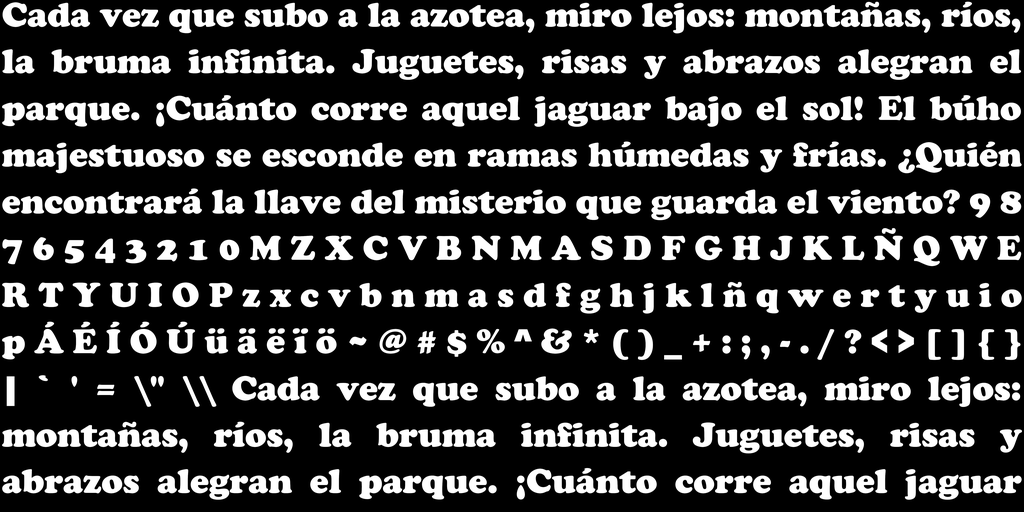 Cada vez que subo a la azotea, miro lejos: montañas, ríos,
la bruma infinita. Juguetes, risas y abrazos alegran el
parque. ¡Cuánto corre aquel jaguar bajo el sol! El búho
majestuoso se esconde en ramas húmedas y frías. ¿Quién
encontrará la llave del misterio que guarda el viento? 9 8
7 6 5 4 3 2 1 0 M Z X C V B N M A S D F G H J K L Ñ Q W E
R T Y U I O P z x c v b n m a s d f g h j k l ñ q w e r t y u i o
p Á É Í Ó Ú ü ä ë ï ö ~ @ # $ % ^ & * ( ) _ + : ; , - . / ? < > [ ] { }
| ` ' = \" \\ Cada vez que subo a la azotea, miro lejos:
montañas, ríos, la bruma infinita. Juguetes, risas y
abrazos alegran el parque. ¡Cuánto corre aquel jaguar